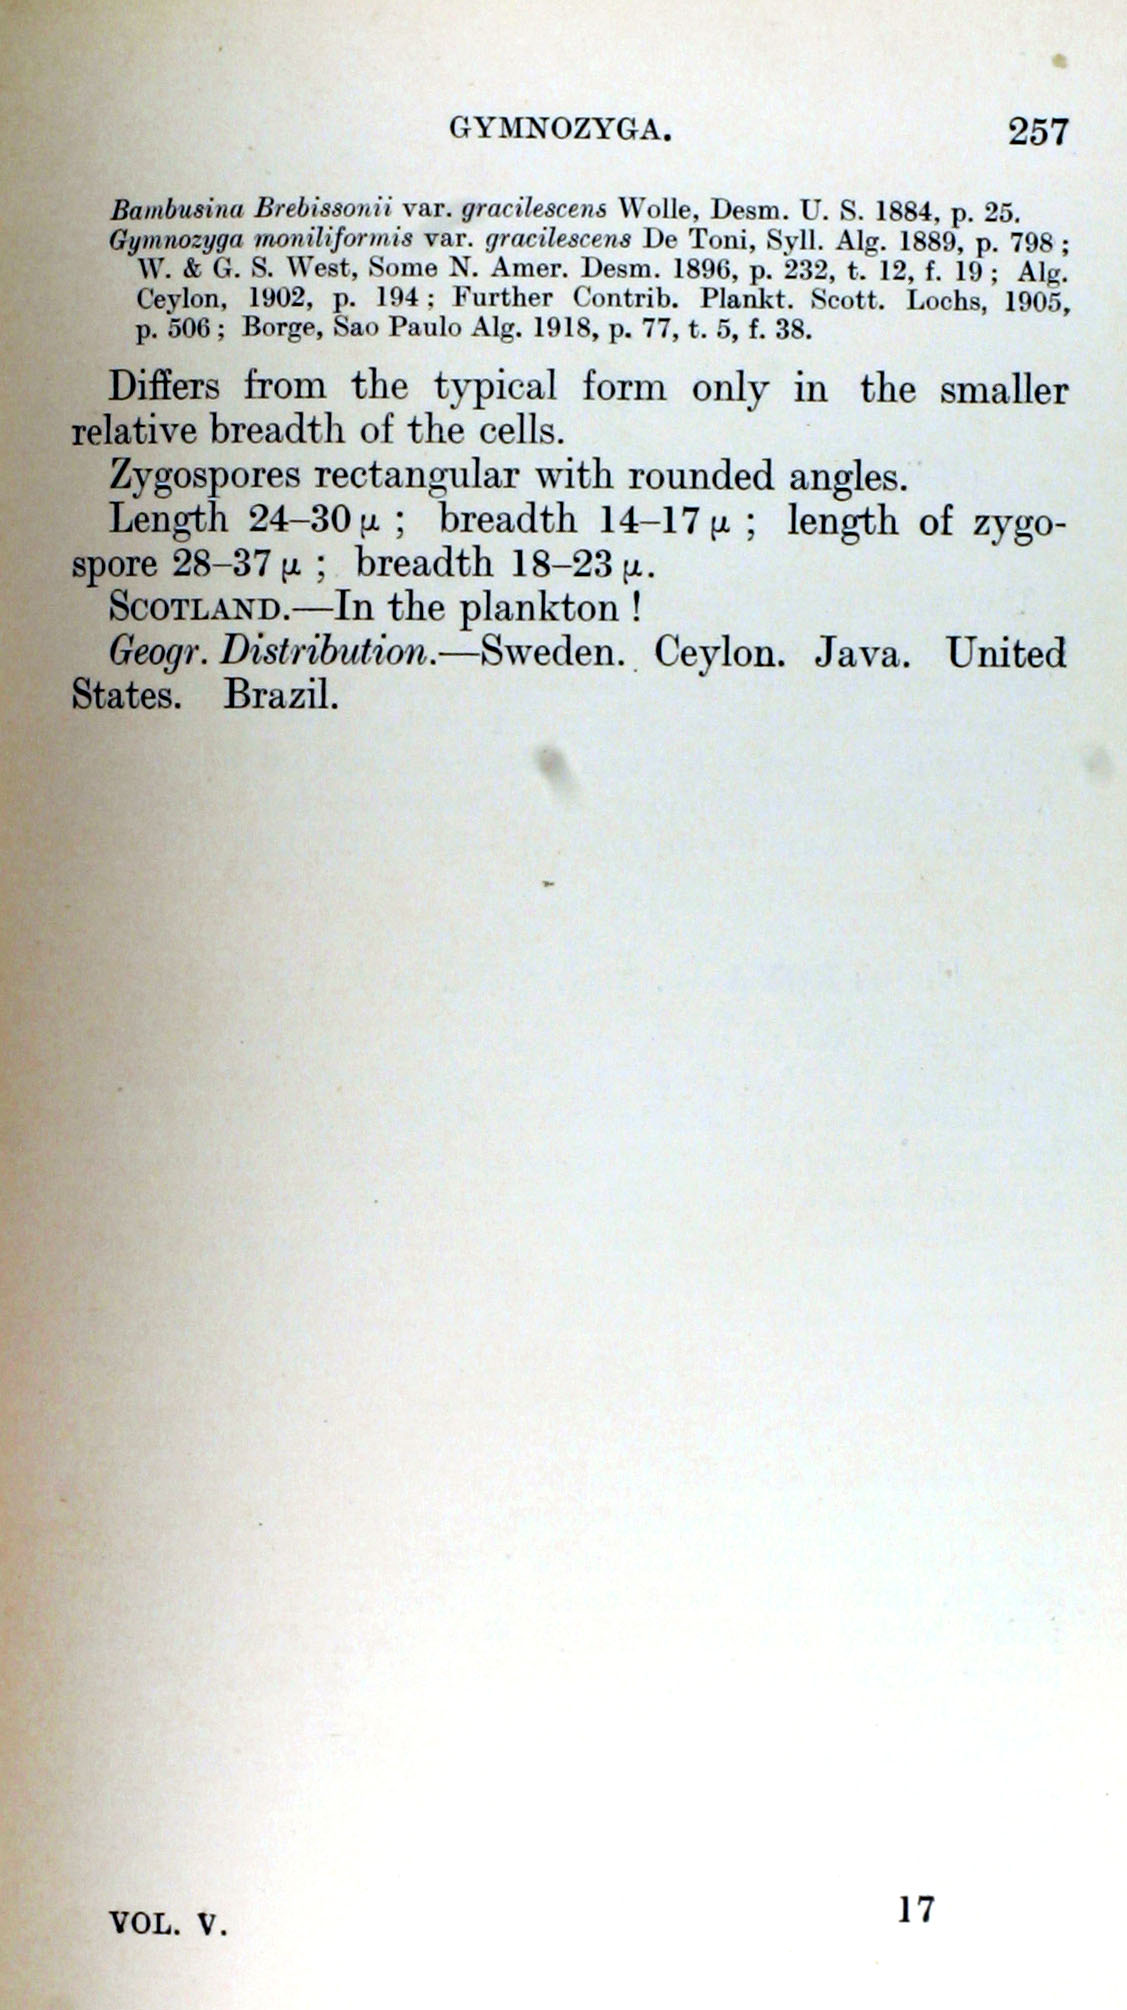 GYMNOZYGA. 257
Bambusina Brebissonii var. gracilescens Wolle, Desm. U. S. 1884, p. 25.
Gymnozyga moniliformis var. gracilescens De Toni, Syll. Alg. 1889, p. 798 ;
W. & G. S. West, Some N. Amer. Desm. 1896, p. 232, t. 12, f. 19 ; Alg.
Ceylon, 1902, p. 194 ; Further Contrib. Plankt. Scott. Lochs, 1905,
p. 506 ; Borge, Sao Paulo Alg. 1918, p. 77, t. 5, f. 38.
Differs from the typical form only in the smaller
relative breadth of the cells.
Zygospores rectangular with rounded angles.
Length 24–30 μ ; breadth 14–17 μ ; length of zygo-
spore 28–37 μ ; breadth 18–23 μ.
SCOTLAND.—In the plankton !
Geogr. Distribution.—Sweden. Ceylon. Java. United
States. Brazil.
VOL. V. 17